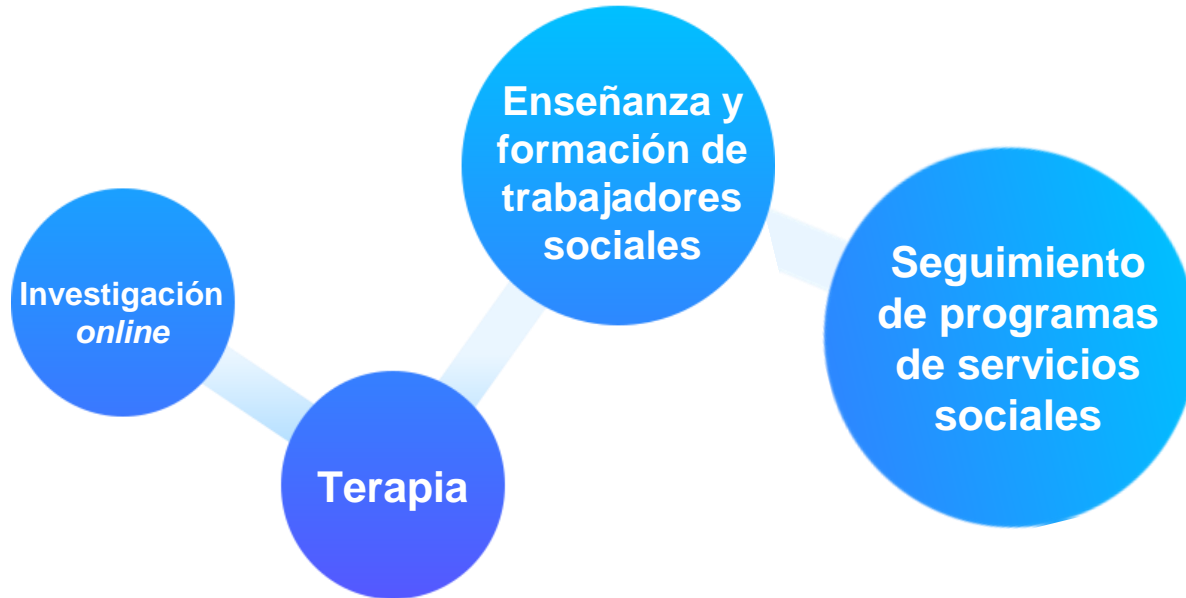 Investigación
online
Terapia
Enseñanza y
formación de
trabajadores
sociales
Seguimiento
de programas
de servicios
sociales